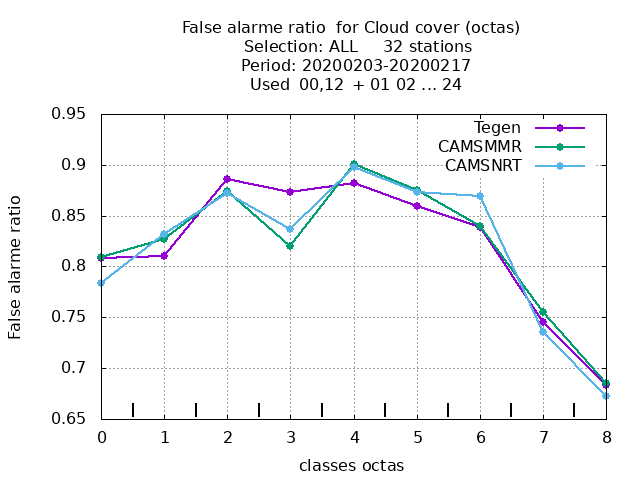 False alarme ratio  for Cloud cover (octas)
Selection: ALL     32 stations
Period: 20200203-20200217
Used  00,12  + 01 02 ... 24
Tegen
CAMSMMR
CAMSNRT
0.95
0.9
0.85
0.8
0.75
0.7
0.65
False alarme ratio
0 1 2 3 4 5 6 7 8
classes octas